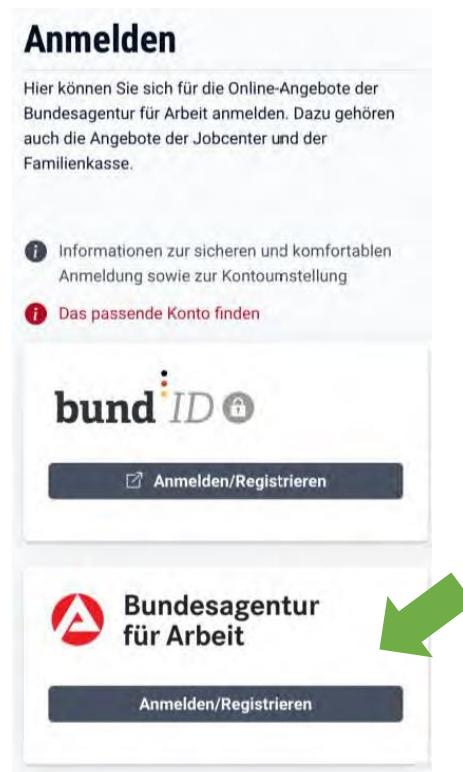 Anmelden
Hier können Sie sich für die Online-Angebote der
Bundesagentur für Arbeit anmelden. Dazu gehören
auch die Angebote der Jobcenter und der
Familienkasse.
Informationen zur sicheren und komfortablen
Anmeldung sowie zur Kontoumstellung
Das passende Konto finden
bund ID
Anmelden/Registrieren
Bundesagentur
für Arbeit
Anmelden/Registrieren